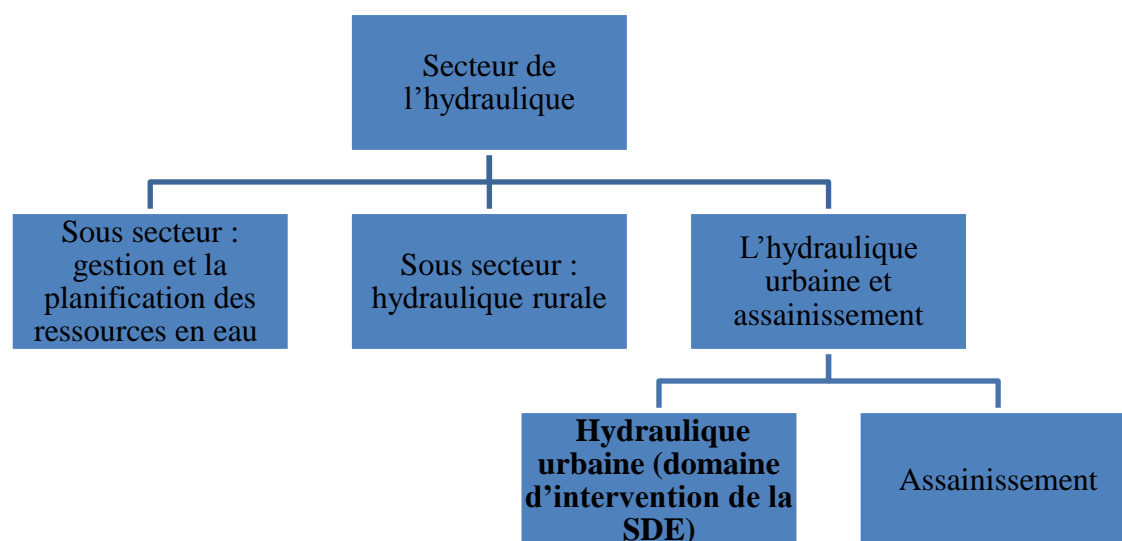 Secteur de
l’hydraulique
Sous secteur :
gestion et la
planification des
ressources en eau
Sous secteur :
hydraulique rurale
L’hydraulique
urbaine et
assainissement
Hydraulique
urbaine (domaine
d’intervention de la
SDE)
Assainissement